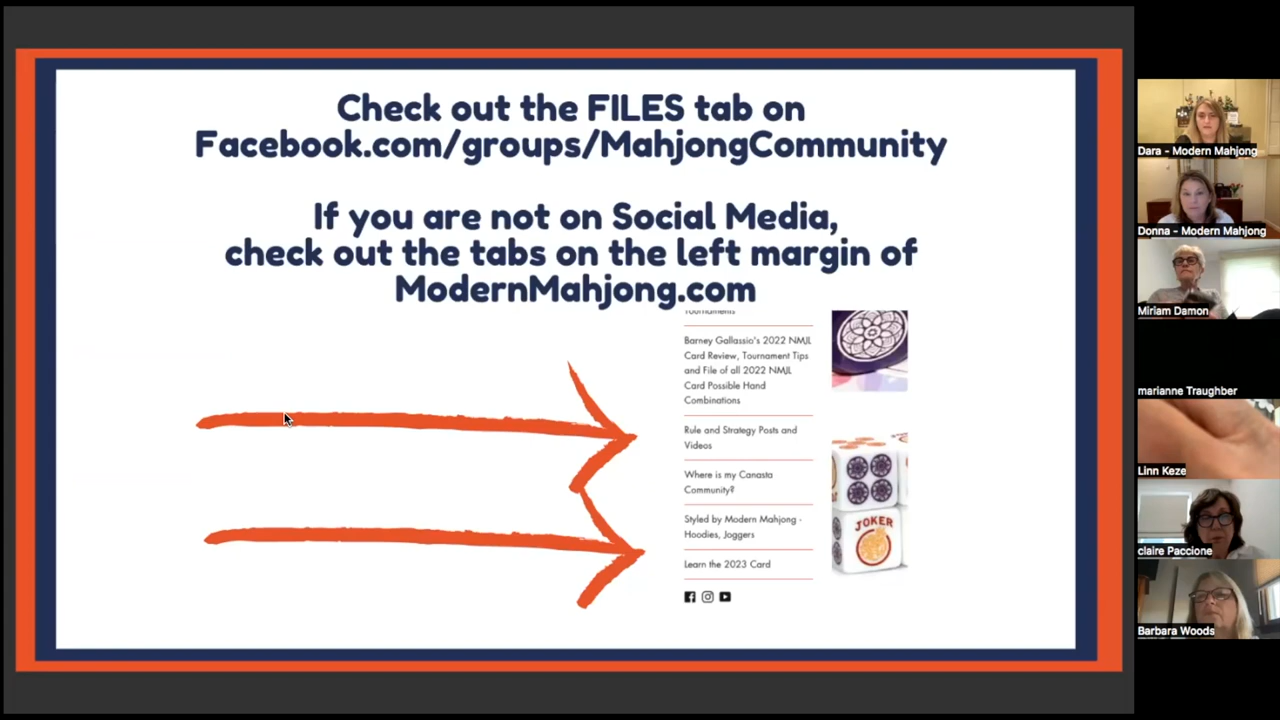 Check out the FILES tab on
Facebook.com/groups/MahjongCommunity
If you are not on Social Media,
check out the tabs on the left margin of
ModernMahjong.com
Tournaments
Barney Gallassio's 2022 NMJL
Card Review, Tournament Tips
and File of all 2022 NMJL
Card Possible Hand
Combinations
Rule and Strategy Posts and
Videos
Where is my Canasta
Community?
Styled by Modern Mahjong -
Hoodies, Joggers
Learn the 2023 Card
JOKER
Dara - Modern Mahjong
Donna - Modern Mahjong
Miriam Damon
marianne Traughber
Linn Keze
claire Paccione
Barbara Woods